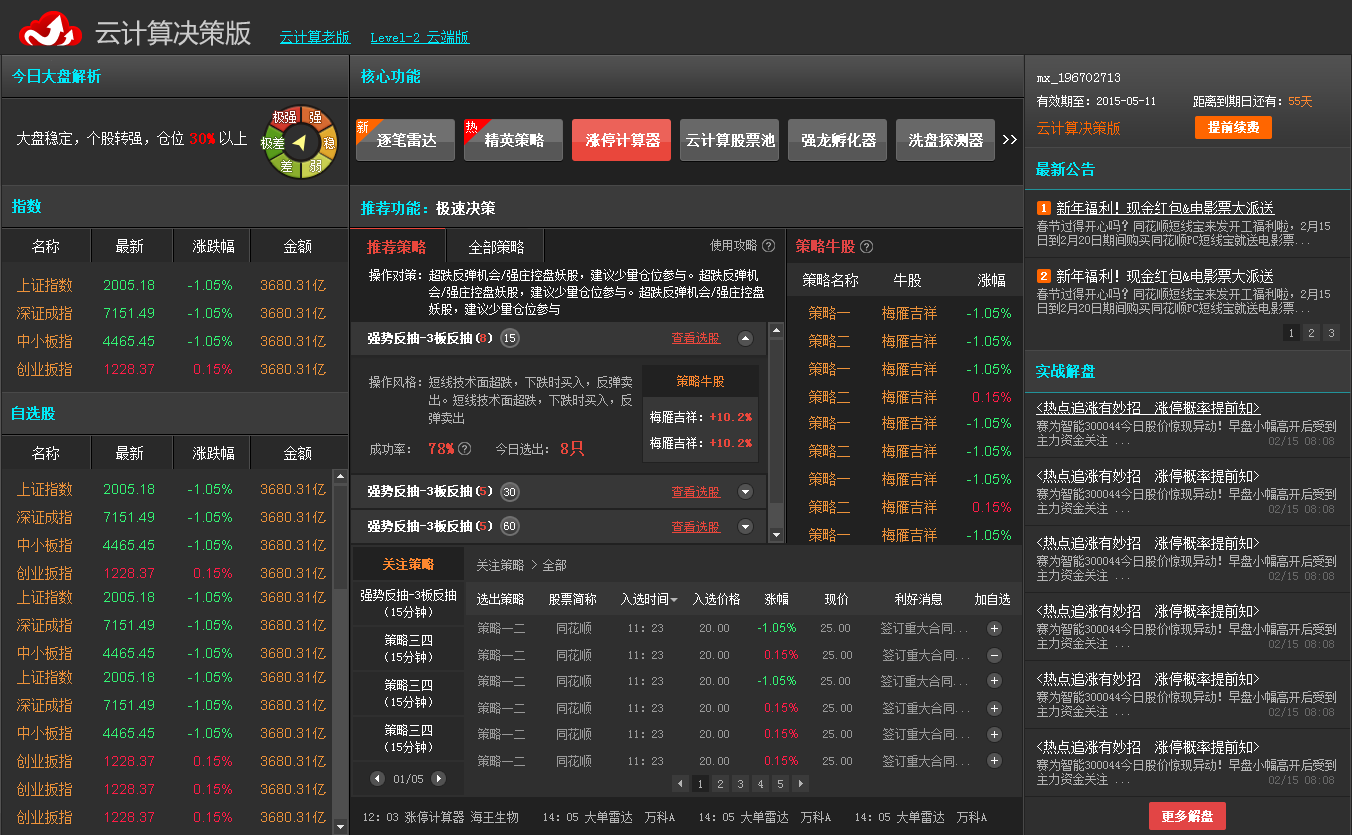 云计算决策版 云计算老版 Level-2 云端版
今日大盘解析
大盘稳定，个股转强，仓位 30% 以上
极强 强 稳 弱 差 极差
指数
名称 最新 涨跌幅 金额
上证指数 2005.18 -1.05% 3680.31亿
深证成指 7151.49 -1.05% 3680.31亿
中小板指 4465.45 -1.05% 3680.31亿
创业扳指 1228.37 0.15% 3680.31亿
自选股
名称 最新 涨跌幅 金额
上证指数 2005.18 -1.05% 3680.31亿
深证成指 7151.49 -1.05% 3680.31亿
中小板指 4465.45 -1.05% 3680.31亿
创业扳指 1228.37 0.15% 3680.31亿
上证指数 2005.18 -1.05% 3680.31亿
深证成指 7151.49 -1.05% 3680.31亿
中小板指 4465.45 -1.05% 3680.31亿
上证指数 2005.18 -1.05% 3680.31亿
深证成指 7151.49 -1.05% 3680.31亿
中小板指 4465.45 -1.05% 3680.31亿
创业扳指 1228.37 0.15% 3680.31亿
创业扳指 1228.37 0.15% 3680.31亿
创业扳指 1228.37 0.15% 3680.31亿
核心功能
新 逐笔雷达 热 精英策略 涨停计算器 云计算股票池 强龙孵化器 洗盘探测器 >>
推荐功能：极速决策
推荐策略 全部策略 使用攻略 ?
操作对策：超跌反弹机会/强庄控盘妖股，建议少量仓位参与。超跌反弹机
会/强庄控盘妖股，建议少量仓位参与。超跌反弹机会/强庄控盘
妖股，建议少量仓位参与
强势反抽-3板反抽(8) 15 查看选股
操作风格：短线技术面超跌，下跌时买入，反弹卖
出。短线技术面超跌，下跌时买入，反
弹卖出
成功率： 78% ? 今日选出： 8只
策略牛股
梅雁吉祥：+10.2%
梅雁吉祥：+10.2%
强势反抽-3板反抽(5) 30 查看选股
强势反抽-3板反抽(5) 60 查看选股
策略牛股 ?
策略名称 牛股 涨幅
策略一 梅雁吉祥 -1.05%
策略二 梅雁吉祥 -1.05%
策略一 梅雁吉祥 -1.05%
策略二 梅雁吉祥 0.15%
策略一 梅雁吉祥 -1.05%
策略二 梅雁吉祥 -1.05%
策略一 梅雁吉祥 -1.05%
策略二 梅雁吉祥 0.15%
策略一 梅雁吉祥 -1.05%
关注策略
强势反抽-3板反抽
（15分钟）
策略三四
（15分钟）
策略三四
（15分钟）
策略三四
（15分钟）
01/05
关注策略 > 全部
选出策略 股票简称 入选时间 入选价格 涨幅 现价 利好消息 加自选
策略一二 同花顺 11：23 20.00 -1.05% 25.00 签订重大合同... +
策略一二 同花顺 11：23 20.00 0.15% 25.00 签订重大合同... −
策略一二 同花顺 11：23 20.00 -1.05% 25.00 签订重大合同... +
策略一二 同花顺 11：23 20.00 0.15% 25.00 签订重大合同... +
策略一二 同花顺 11：23 20.00 0.15% 25.00 签订重大合同... +
策略一二 同花顺 11：23 20.00 0.15% 25.00 签订重大合同... +
1 2 3 4 5
12：03 涨停计算器 海王生物 14：05 大单雷达 万科A 14：05 大单雷达 万科A 14：05 大单雷达 万科A
mx_196702713
有效期至：2015-05-11 距离到期日还有：55天
云计算决策版 提前续费
最新公告
1 新年福利！现金红包&电影票大派送
春节过得开心吗？同花顺短线宝来发开工福利啦，2月15
日到2月20日期间购买同花顺PC短线宝就送电影票...
2 新年福利！现金红包&电影票大派送
春节过得开心吗？同花顺短线宝来发开工福利啦，2月15
日到2月20日期间购买同花顺PC短线宝就送电影票...
1 2 3
实战解盘
<热点追涨有妙招 涨停概率提前知>
赛为智能300044今日股价惊现异动！早盘小幅高开后受到
主力资金关注 ... 02/15 08:08
<热点追涨有妙招 涨停概率提前知>
赛为智能300044今日股价惊现异动！早盘小幅高开后受到
主力资金关注 ... 02/15 08:08
<热点追涨有妙招 涨停概率提前知>
赛为智能300044今日股价惊现异动！早盘小幅高开后受到
主力资金关注 ... 02/15 08:08
<热点追涨有妙招 涨停概率提前知>
赛为智能300044今日股价惊现异动！早盘小幅高开后受到
主力资金关注 ... 02/15 08:08
<热点追涨有妙招 涨停概率提前知>
赛为智能300044今日股价惊现异动！早盘小幅高开后受到
主力资金关注 ... 02/15 08:08
<热点追涨有妙招 涨停概率提前知>
赛为智能300044今日股价惊现异动！早盘小幅高开后受到
主力资金关注 ... 02/15 08:08
更多解盘